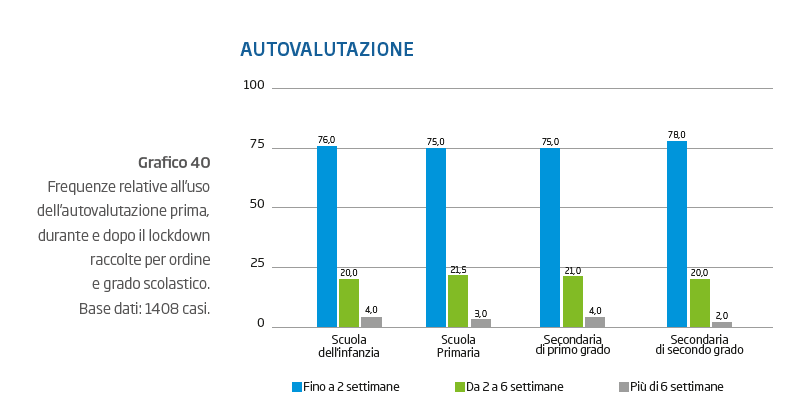 AUTOVALUTAZIONE
Grafico 40
Frequenze relative all'uso
dell'autovalutazione prima,
durante e dopo il lockdown
raccolte per ordine
e grado scolastico.
Base dati: 1408 casi.
100
75
50
25
0
76,0
20,0
4,0
75,0
21,5
3,0
75,0
21,0
4,0
78,0
20,0
2,0
Scuola
dell'infanzia
Scuola
Primaria
Secondaria
di primo grado
Secondaria
di secondo grado
Fino a 2 settimane
Da 2 a 6 settimane
Più di 6 settimane